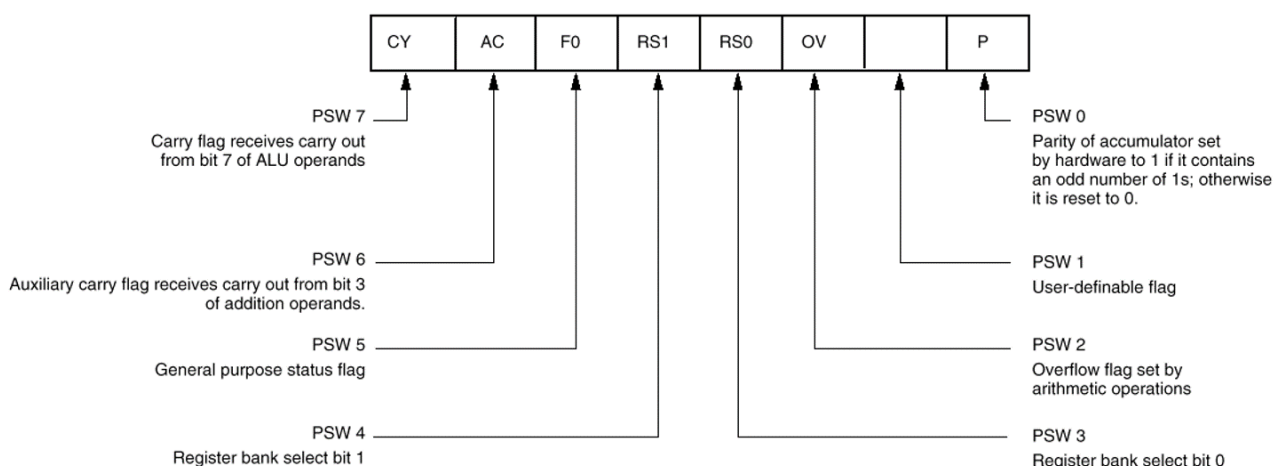 CY AC F0 RS1 RS0 OV P
PSW 7
Carry flag receives carry out
from bit 7 of ALU operands
PSW 0
Parity of accumulator set
by hardware to 1 if it contains
an odd number of 1s; otherwise
it is reset to 0.
PSW 6
Auxiliary carry flag receives carry out from bit 3
of addition operands.
PSW 1
User-definable flag
PSW 5
General purpose status flag
PSW 2
Overflow flag set by
arithmetic operations
PSW 4
Register bank select bit 1
PSW 3
Register bank select bit 0